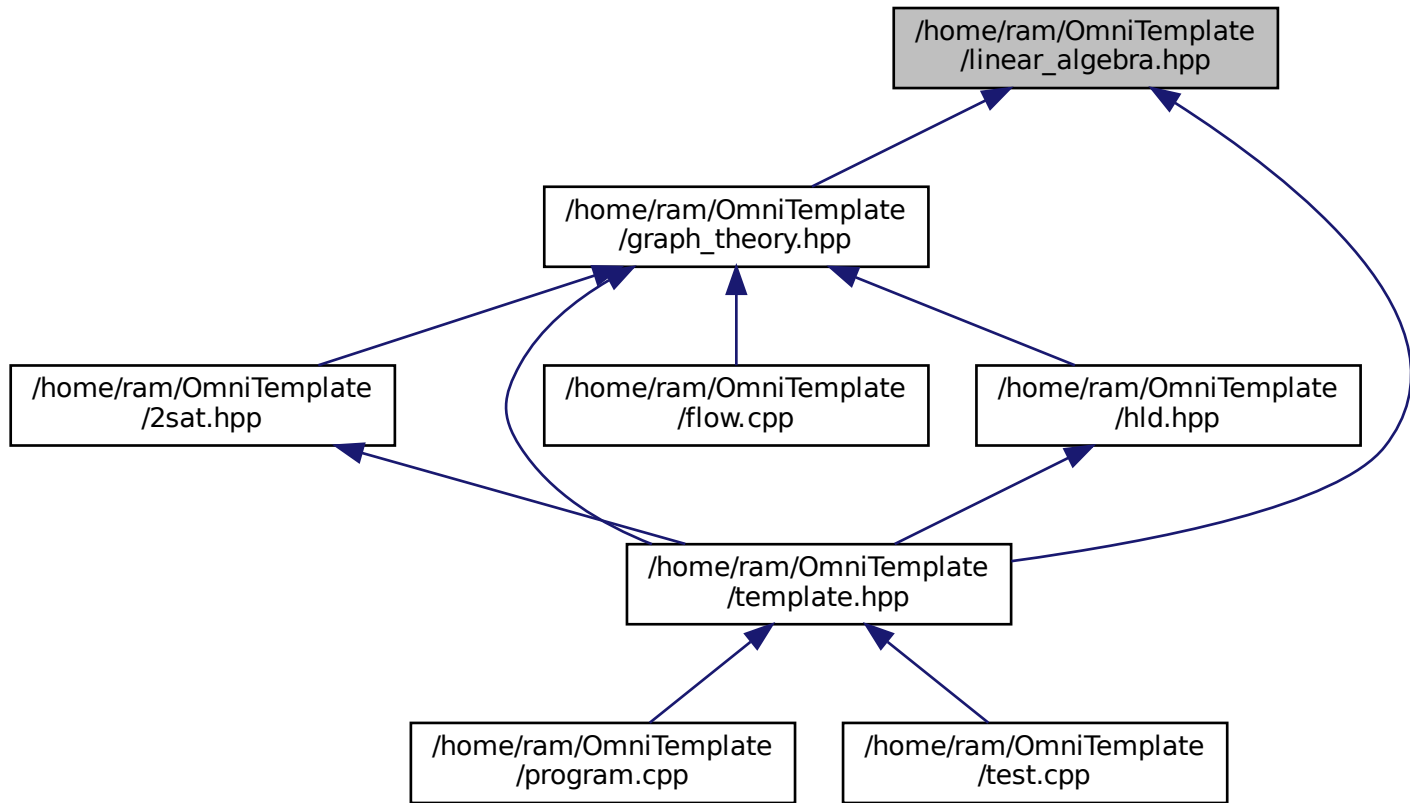 /home/ram/OmniTemplate
/linear_algebra.hpp
/home/ram/OmniTemplate
/graph_theory.hpp
/home/ram/OmniTemplate
/2sat.hpp
/home/ram/OmniTemplate
/flow.cpp
/home/ram/OmniTemplate
/hld.hpp
/home/ram/OmniTemplate
/template.hpp
/home/ram/OmniTemplate
/program.cpp
/home/ram/OmniTemplate
/test.cpp